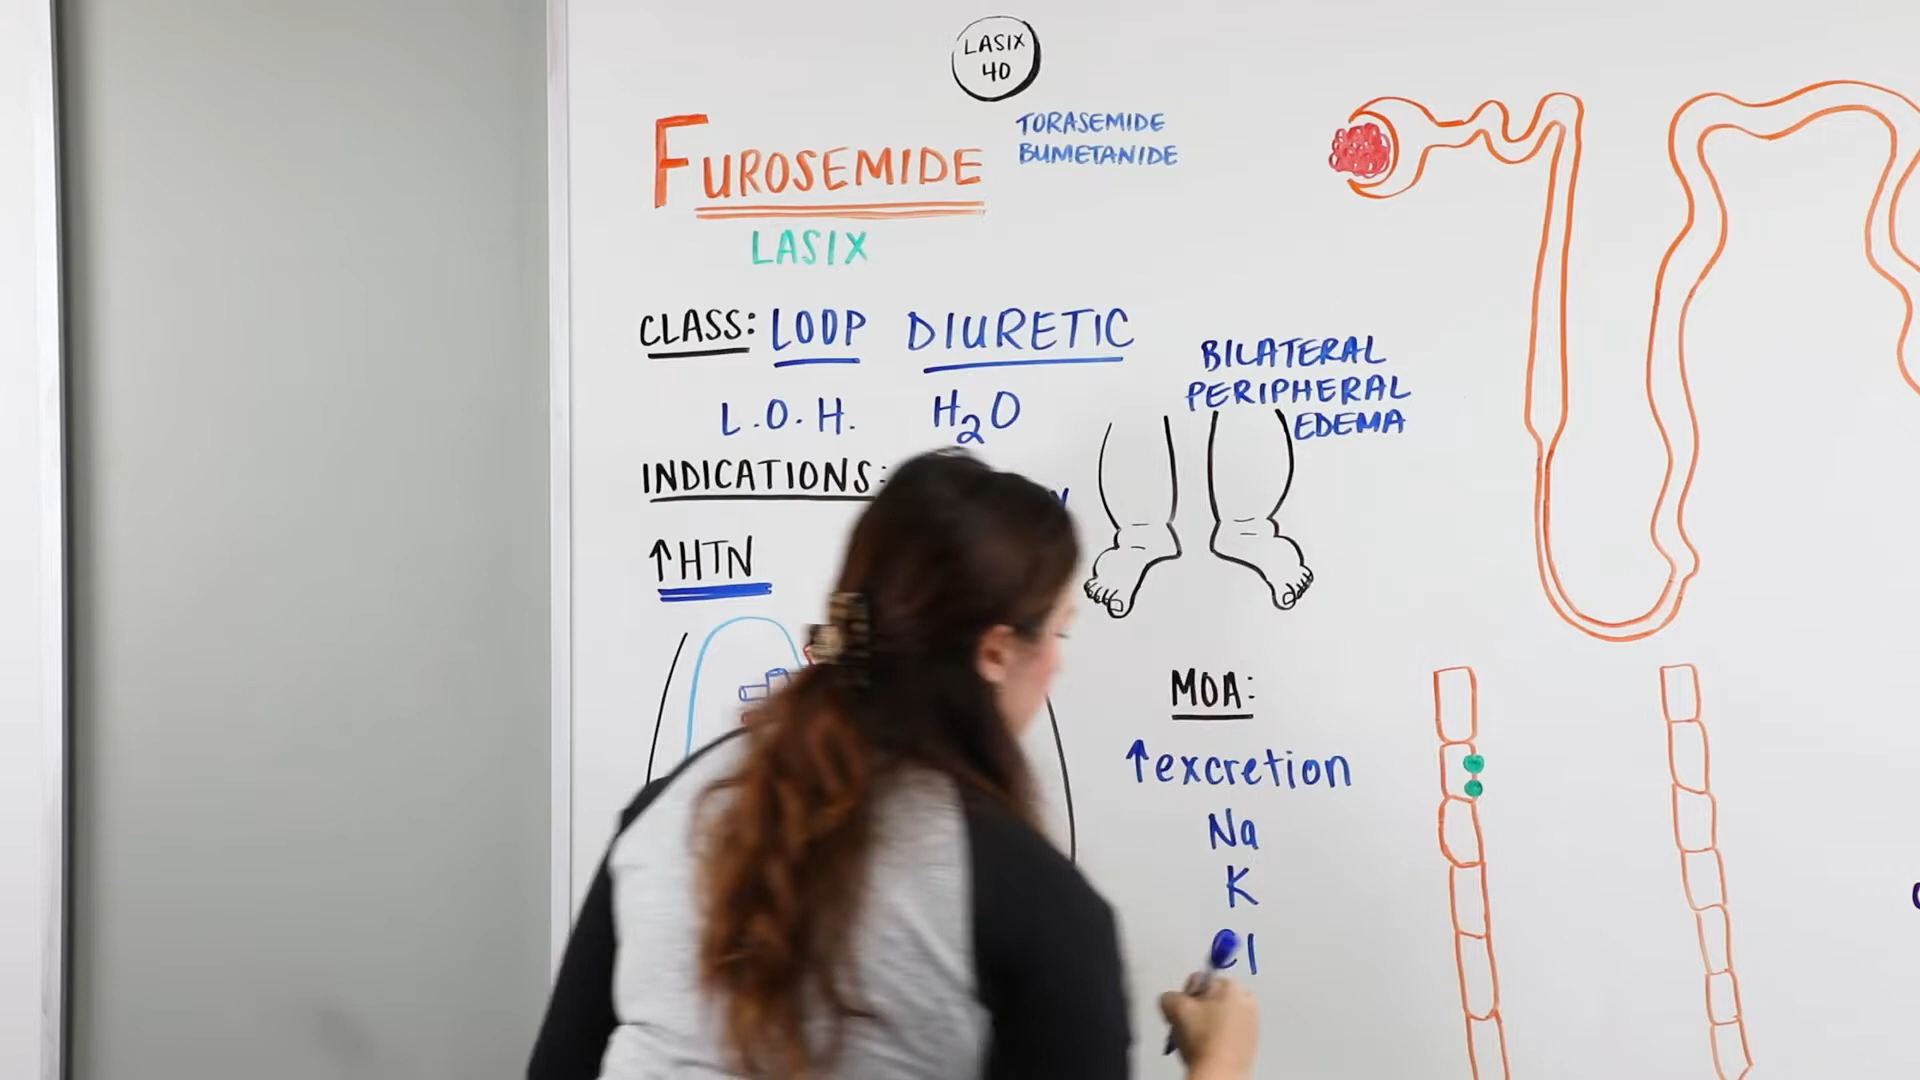 LASIX
40
FUROSEMIDE
TORASEMIDE
BUMETANIDE
LASIX
CLASS: LOOP DIURETIC
L.O.H. H2O
INDICATIONS:
↑HTN
BILATERAL
PERIPHERAL
EDEMA
MOA:
↑excretion
Na
K
Cl